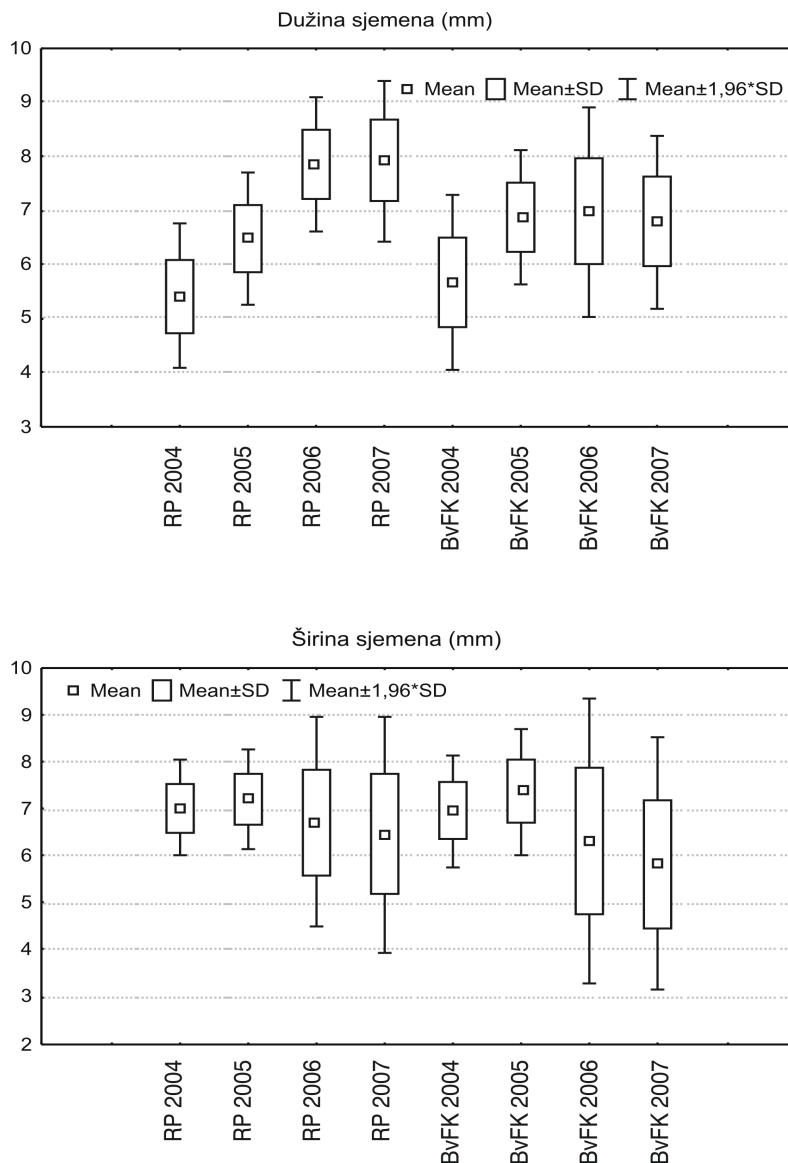 Dužina sjemena (mm)
10
9
8
7
6
5
4
3
Mean Mean±SD Mean±1,96*SD
RP 2004
RP 2005
RP 2006
RP 2007
BvFK 2004
BvFK 2005
BvFK 2006
BvFK 2007
Širina sjemena (mm)
10
9
8
7
6
5
4
3
2
Mean Mean±SD Mean±1,96*SD
RP 2004
RP 2005
RP 2006
RP 2007
BvFK 2004
BvFK 2005
BvFK 2006
BvFK 2007